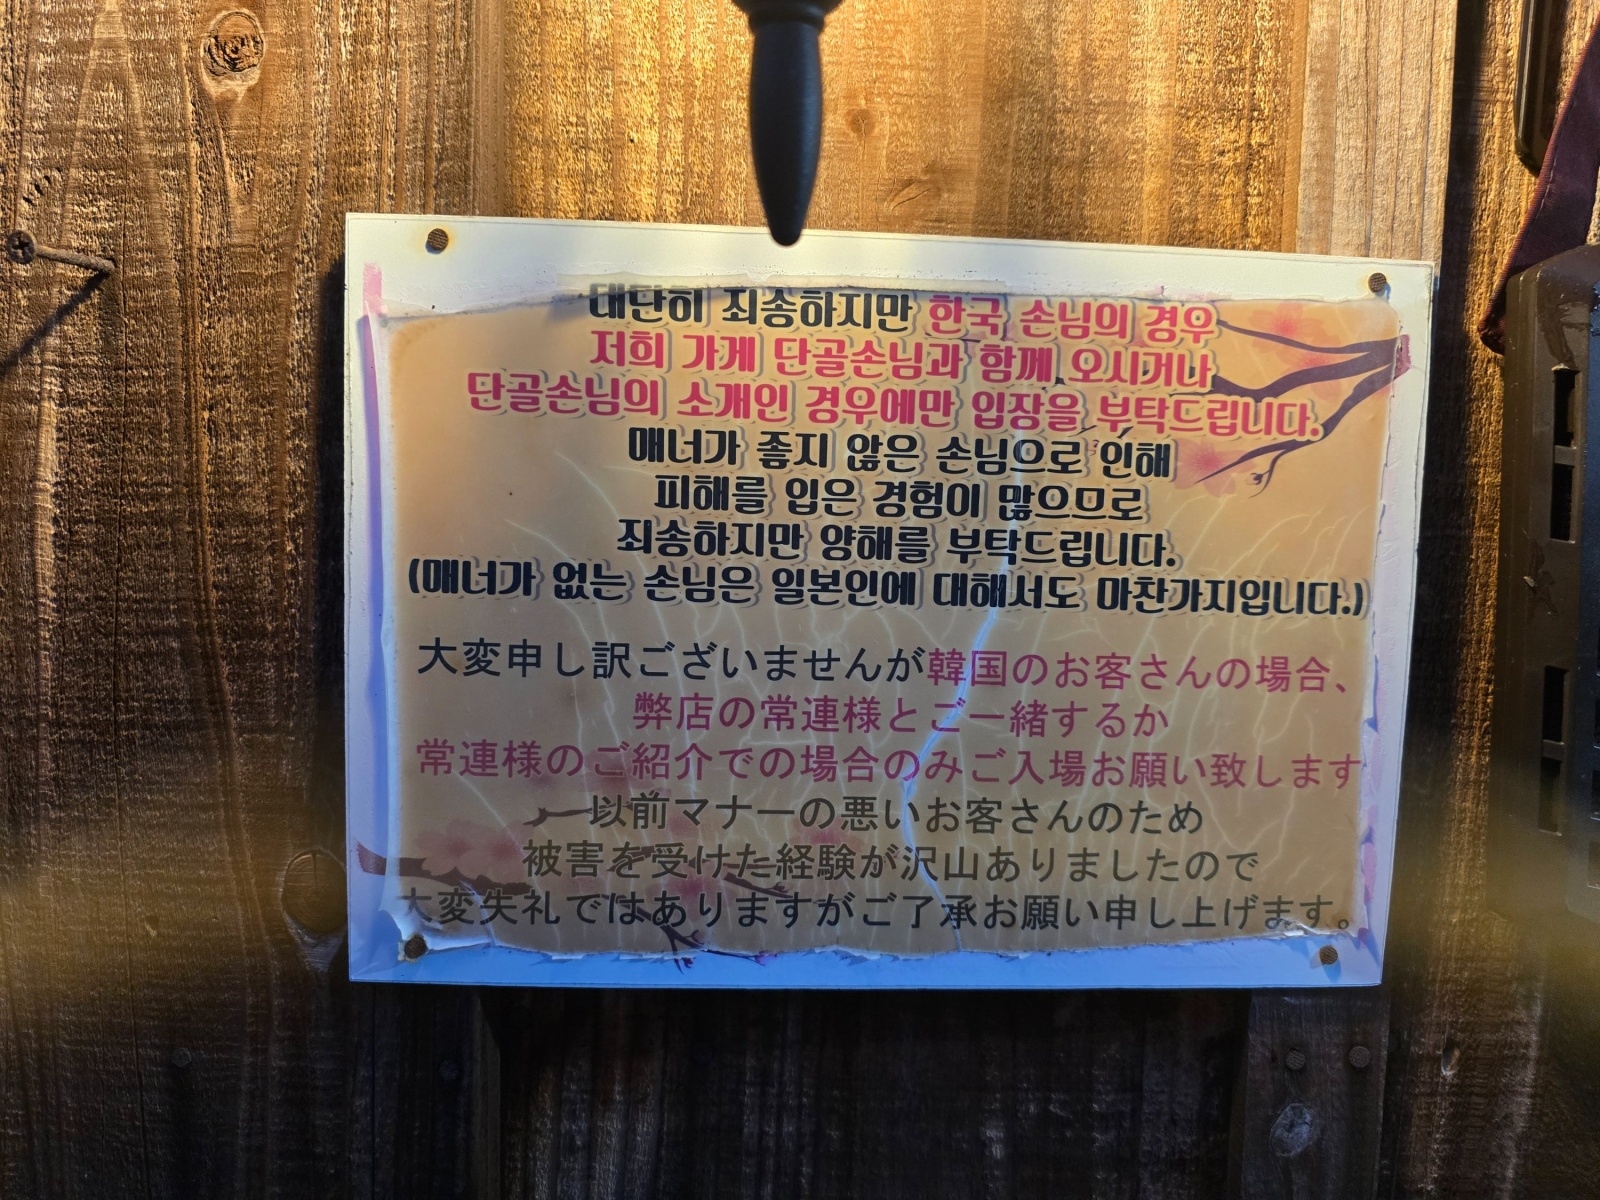 대단히 죄송하지만 한국 손님의 경우
저희 가게 단골손님과 함께 오시거나
단골손님의 소개인 경우에만 입장을 부탁드립니다.
매너가 좋지 않은 손님으로 인해
피해를 입은 경험이 많으므로
죄송하지만 양해를 부탁드립니다.
(매너가 없는 손님은 일본인에 대해서도 마찬가지입니다.)
大変申し訳ございませんが韓国のお客さんの場合、
弊店の常連様とご一緒するか
常連様のご紹介での場合のみご入場お願い致します
以前マナーの悪いお客さんのため
被害を受けた経験が沢山ありましたので
大変失礼ではありますがご了承お願い申し上げます。